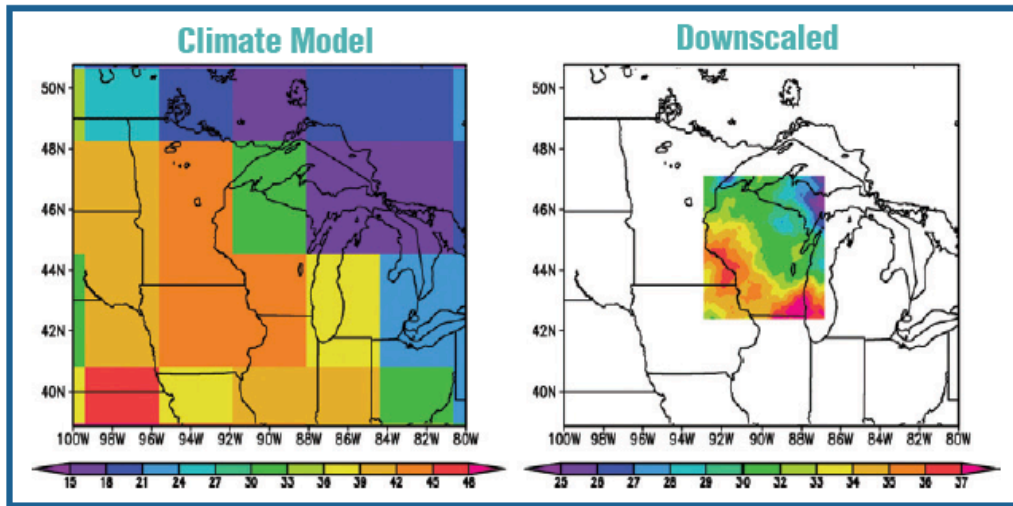 Climate Model
50N
48N
46N
44N
42N
40N
100W 98W 96W 94W 92W 90W 88W 86W 84W 82W 80W
15 18 21 24 27 30 33 36 39 42 45 48
Downscaled
50N
48N
46N
44N
42N
40N
100W 98W 96W 94W 92W 90W 88W 86W 84W 82W 80W
25 26 27 28 29 30 32 33 34 35 36 37